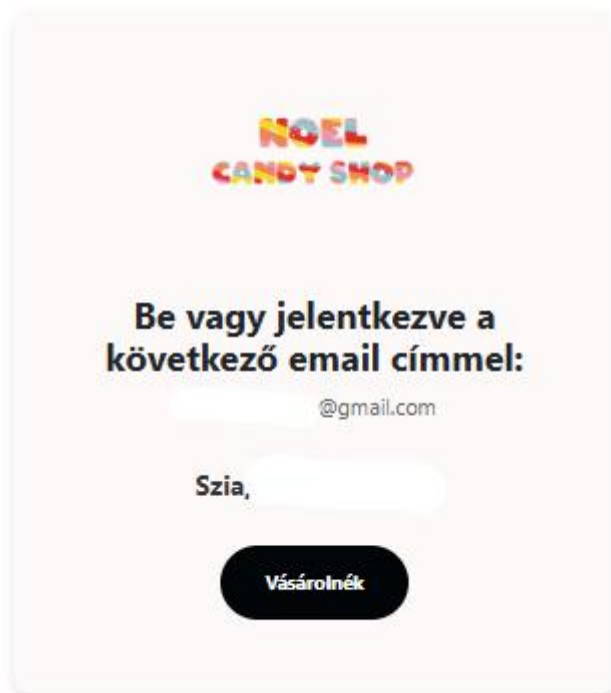 NOEL
CANDY SHOP
Be vagy jelentkezve a
következő email címmel:
@gmail.com
Szia,
Vásárolnék